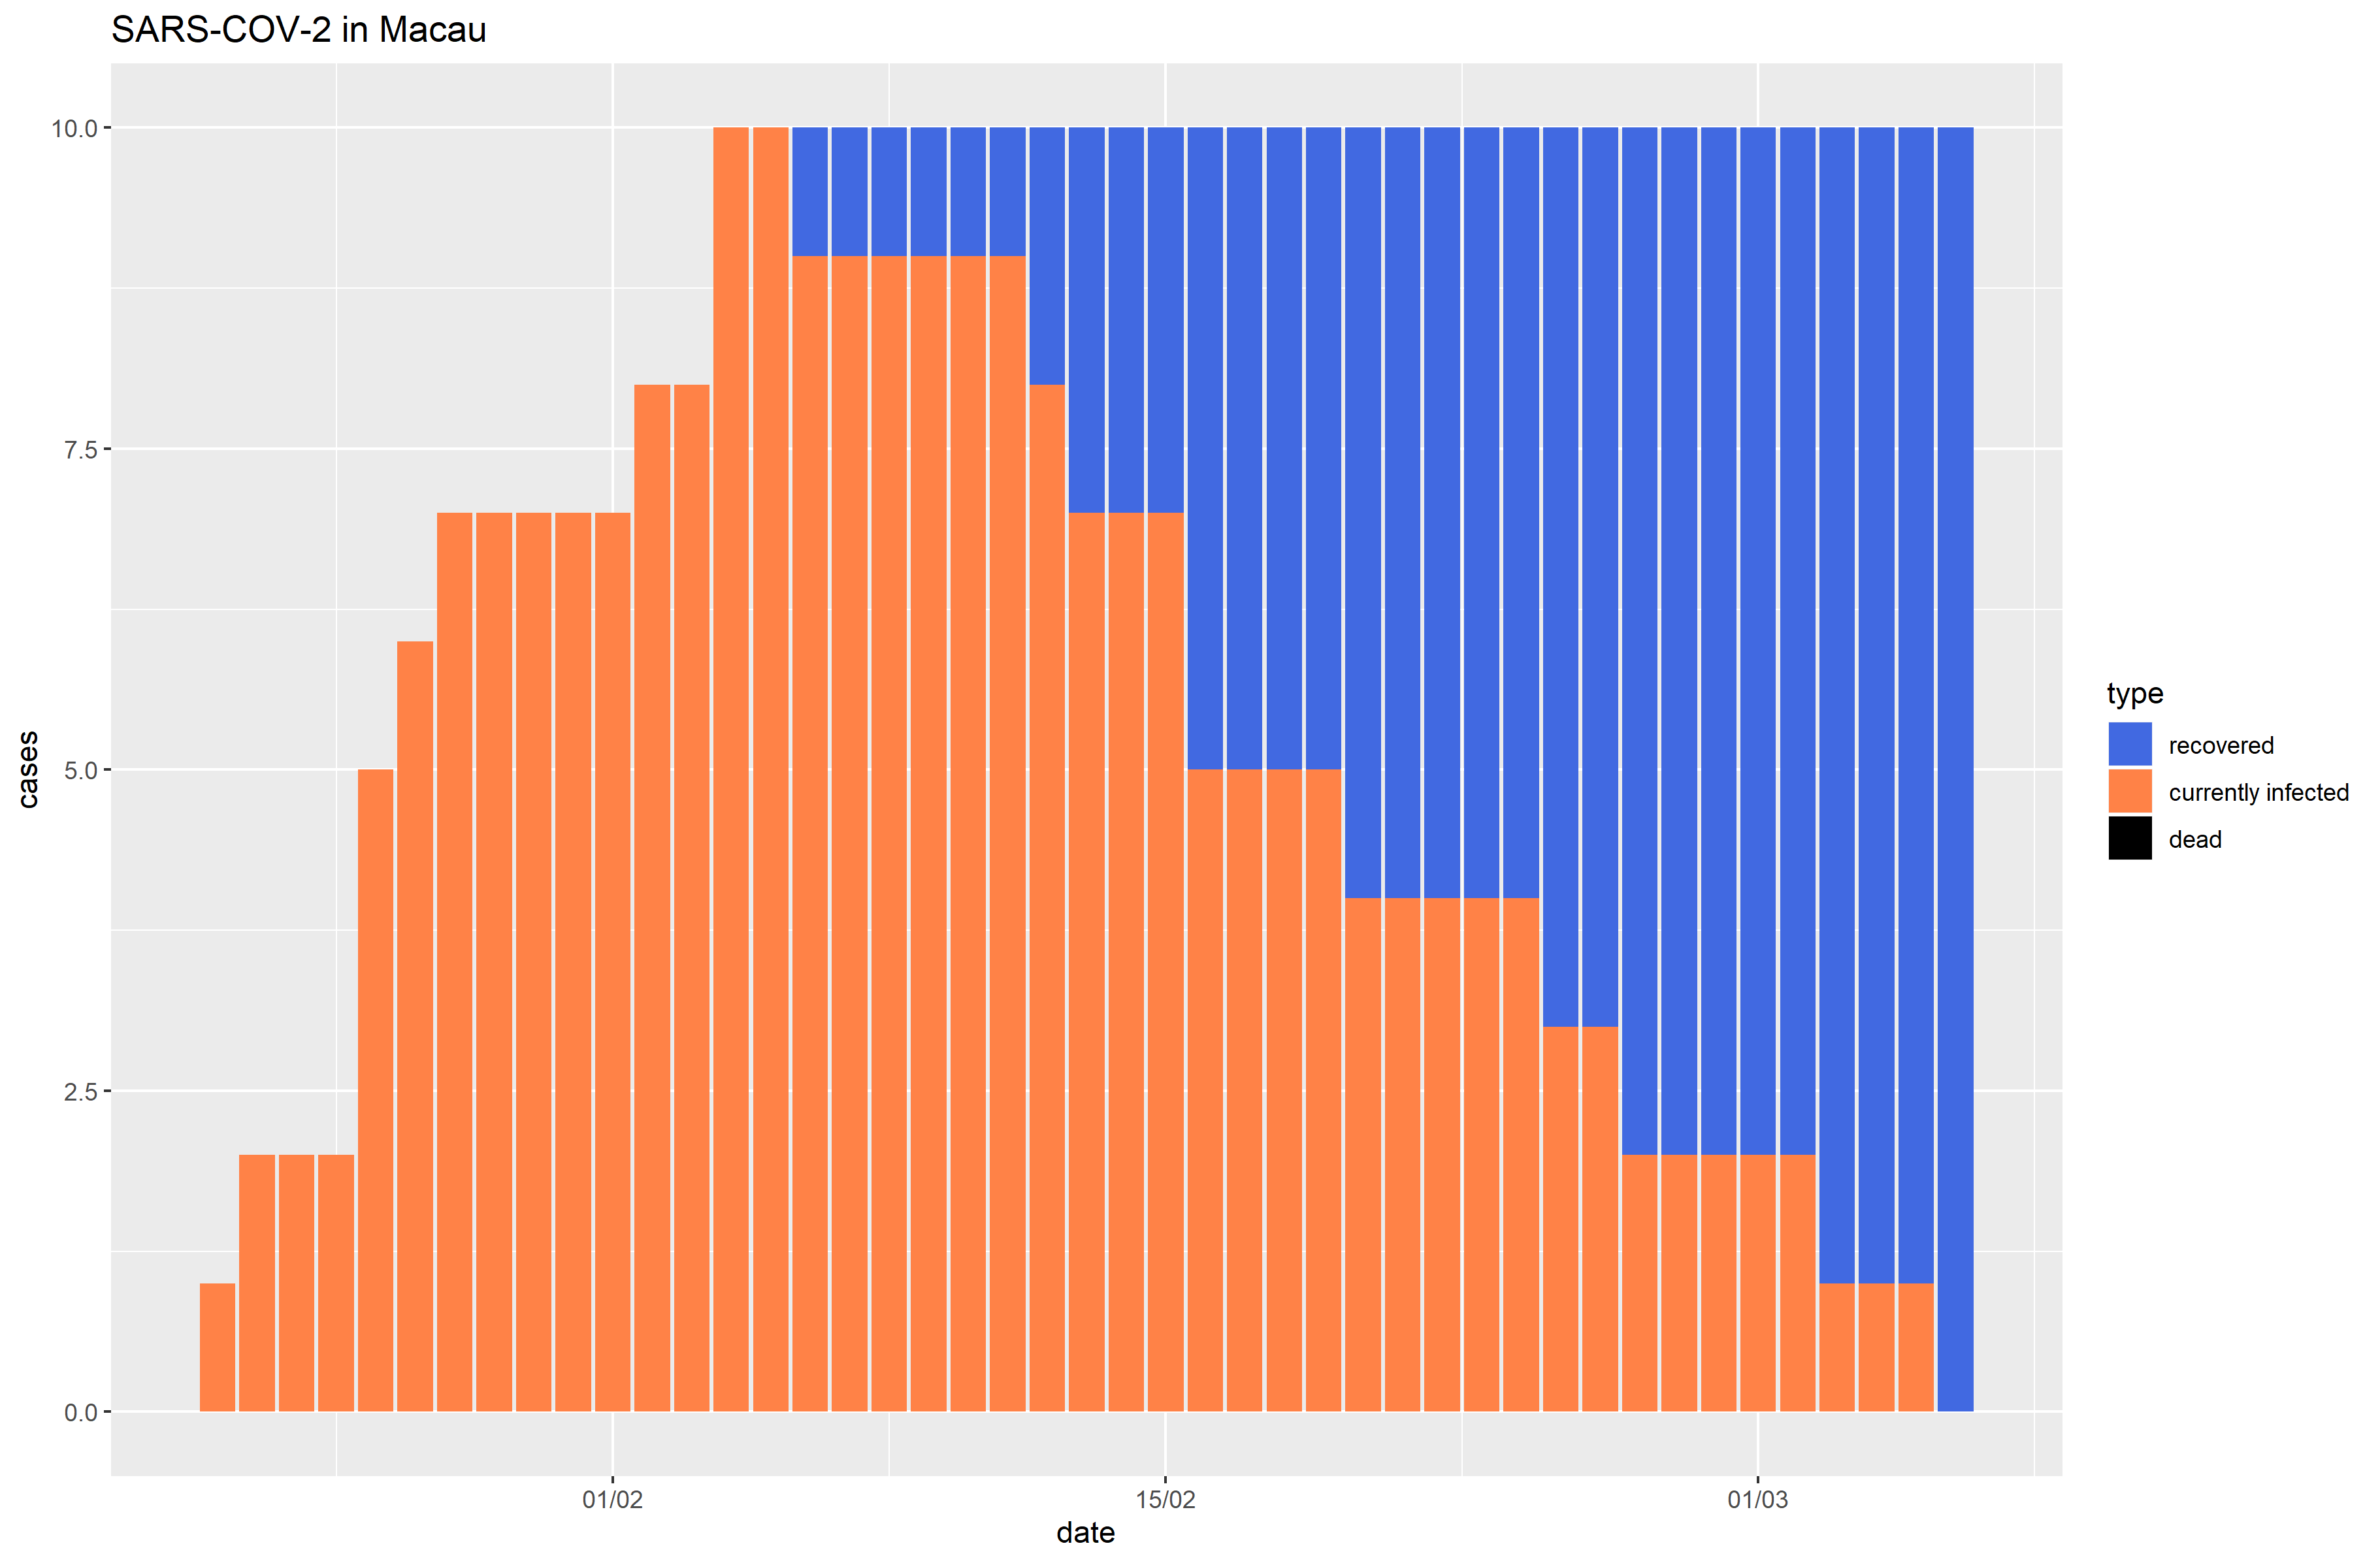 SARS-COV-2 in Macau
10.0
7.5
5.0
2.5
0.0
cases
01/02
15/02
01/03
date
type
recovered
currently infected
dead